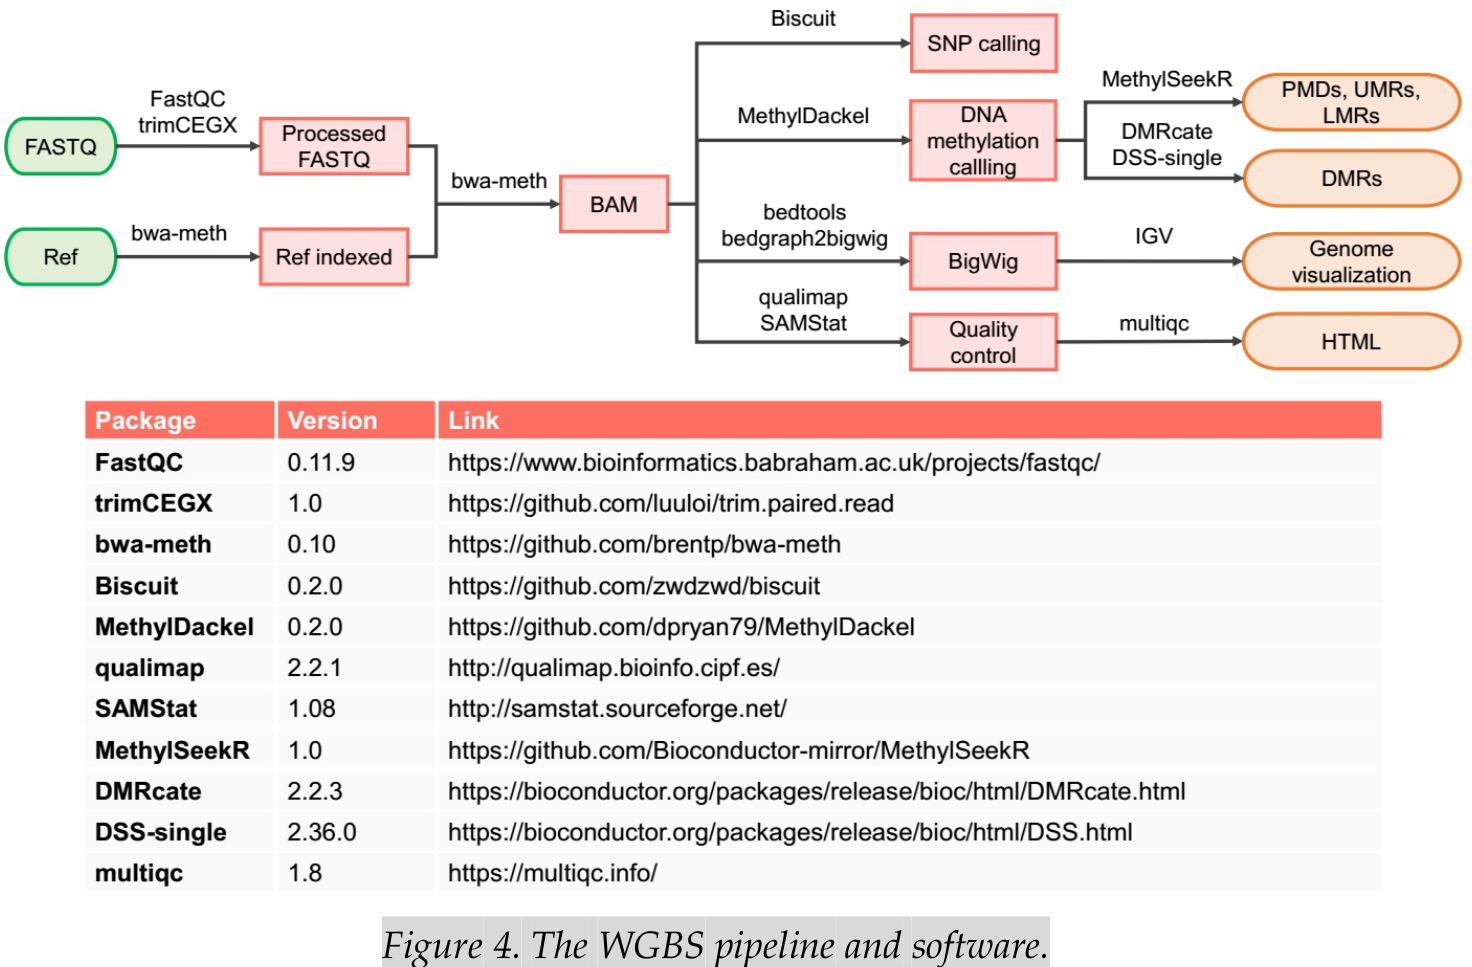 Biscuit
SNP calling
FastQC
trimCEGX
MethylSeekR
PMDs, UMRs,
LMRs
FASTQ
Processed
FASTQ
MethylDackel
DNA
methylation
callling
DMRcate
DSS-single
DMRs
bwa-meth
BAM
Ref
bwa-meth
Ref indexed
bedtools
bedgraph2bigwig
BigWig
IGV
Genome
visualization
qualimap
SAMStat
Quality
control
multiqc
HTML
Package Version Link
FastQC 0.11.9 https://www.bioinformatics.babraham.ac.uk/projects/fastqc/
trimCEGX 1.0 https://github.com/luuloi/trim.paired.read
bwa-meth 0.10 https://github.com/brentp/bwa-meth
Biscuit 0.2.0 https://github.com/zwdzwd/biscuit
MethylDackel 0.2.0 https://github.com/dpryan79/MethylDackel
qualimap 2.2.1 http://qualimap.bioinfo.cipf.es/
SAMStat 1.08 http://samstat.sourceforge.net/
MethylSeekR 1.0 https://github.com/Bioconductor-mirror/MethylSeekR
DMRcate 2.2.3 https://bioconductor.org/packages/release/bioc/html/DMRcate.html
DSS-single 2.36.0 https://bioconductor.org/packages/release/bioc/html/DSS.html
multiqc 1.8 https://multiqc.info/
Figure 4. The WGBS pipeline and software.